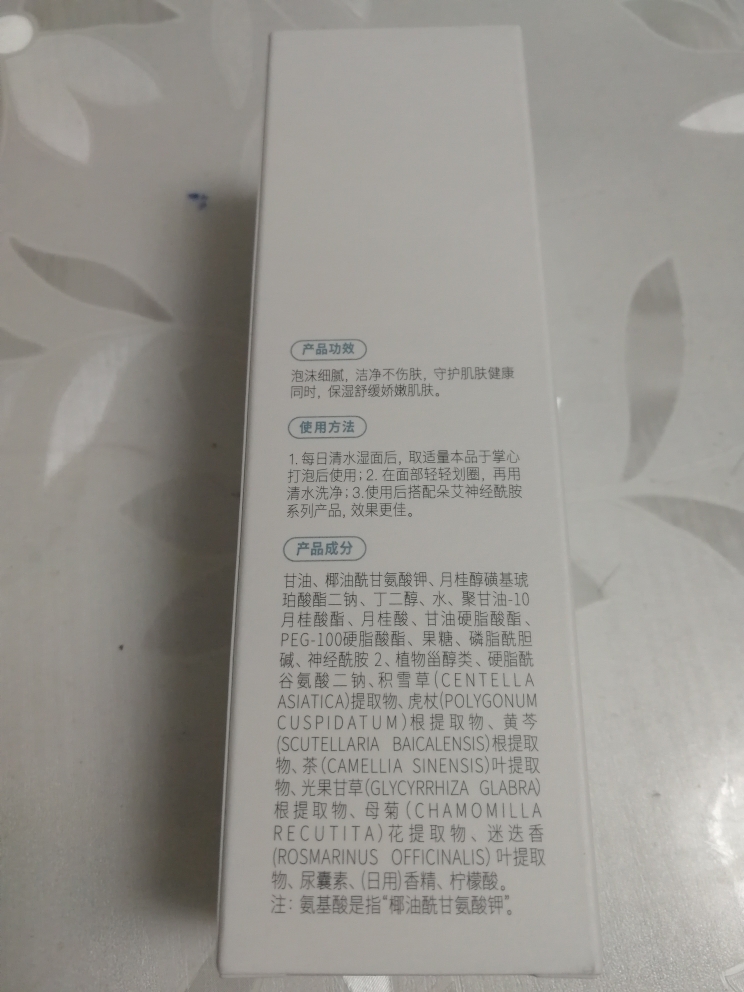 产品功效
泡沫细腻，洁净不伤肤，守护肌肤健康
同时，保湿舒缓娇嫩肌肤。
使用方法
1.每日清水湿面后，取适量本品于掌心
打泡后使用；2.在面部轻轻划圈，再用
清水洗净；3.使用后搭配朵艾神经酰胺
系列产品，效果更佳。
产品成分
甘油、椰油酰甘氨酸钾、月桂醇磺基琥
珀酸酯二钠、丁二醇、水、聚甘油-10
月桂酸酯、月桂酸、甘油硬脂酸酯、
PEG-100硬脂酸酯、果糖、磷脂酰胆
碱、神经酰胺 2、植物甾醇类、硬脂酰
谷氨酸二钠、积雪草(CENTELLA
ASIATICA)提取物、虎杖(POLYGONUM
CUSPIDATUM)根提取物、黄芩
(SCUTELLARIA BAICALENSIS)根提取
物、茶(CAMELLIA SINENSIS)叶提取
物、光果甘草(GLYCYRRHIZA GLABRA)
根提取物、母菊(CHAMOMILLA
RECUTITA)花提取物、迷迭香
(ROSMARINUS OFFICINALIS)叶提取
物、尿囊素、(日用)香精、柠檬酸。
注：氨基酸是指“椰油酰甘氨酸钾”。